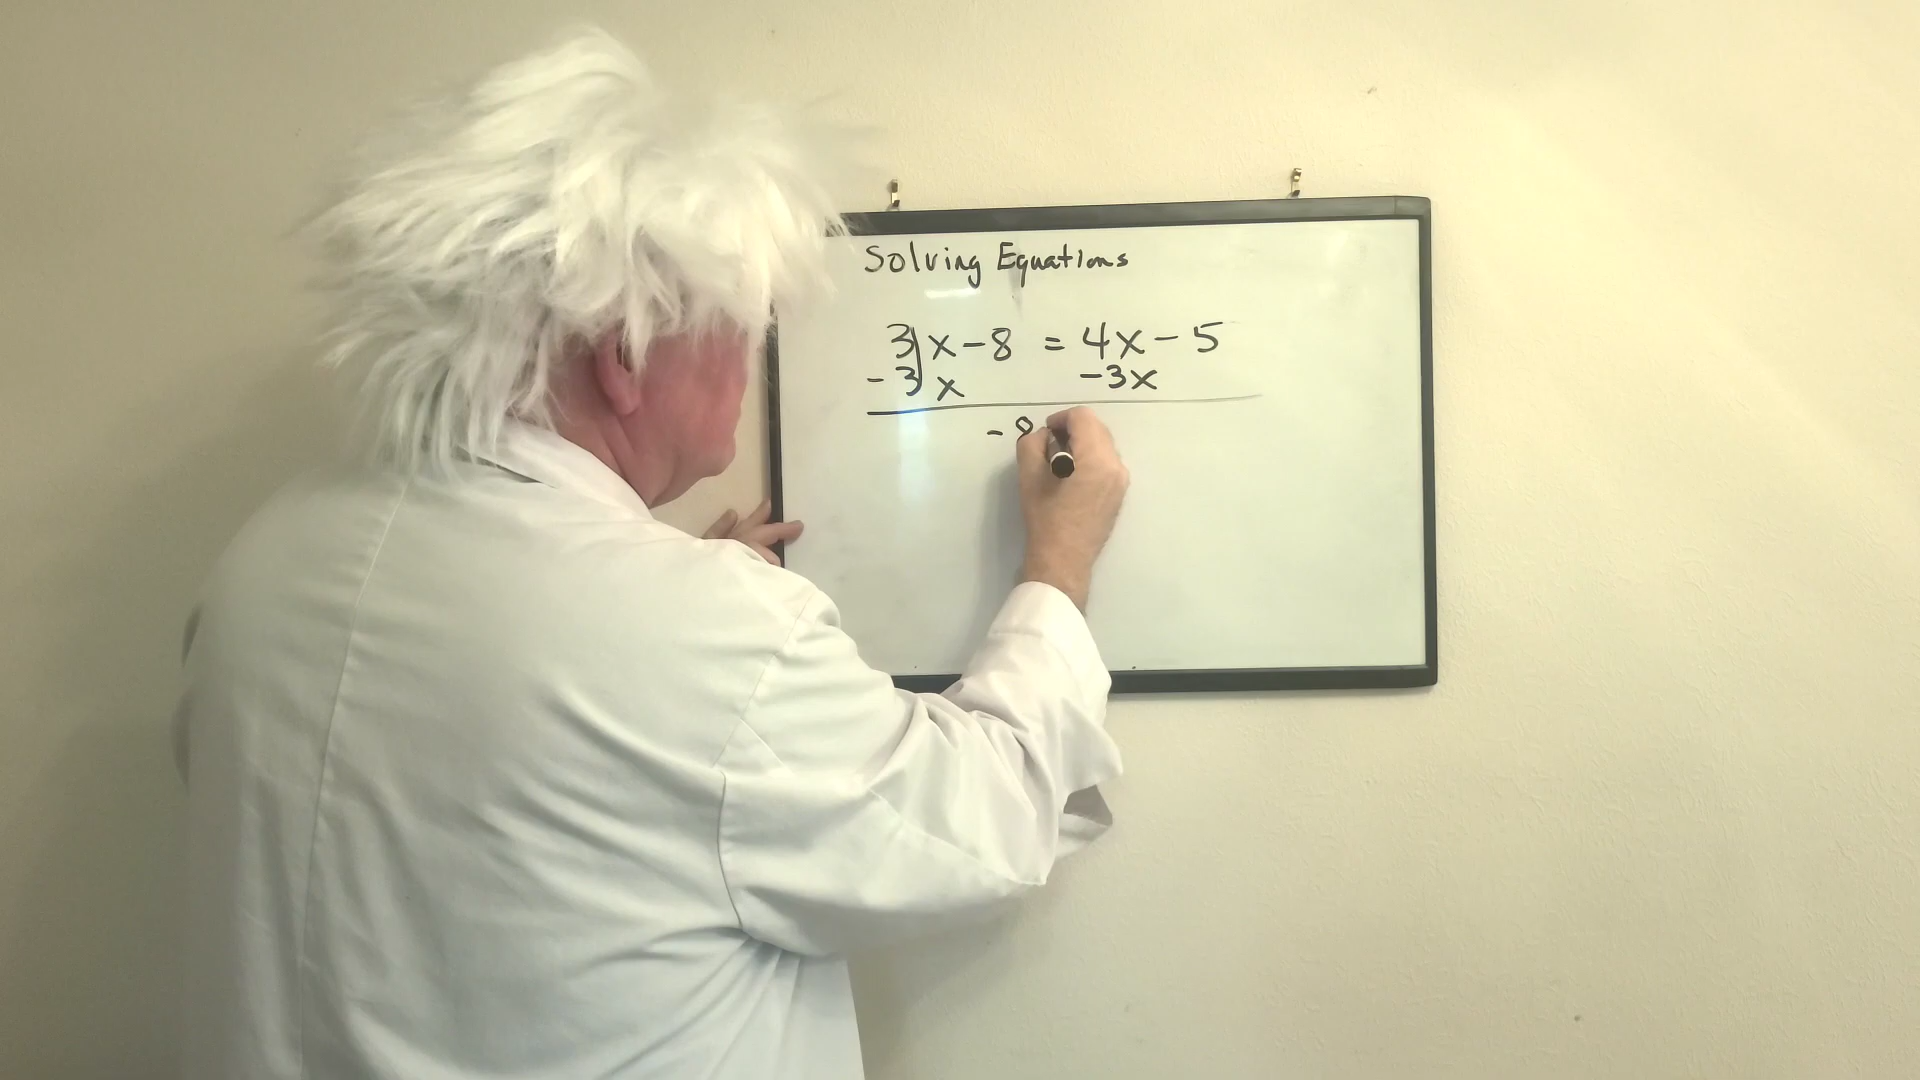 Solving Equations
3x-8 = 4x-5
-3x -3x
-8